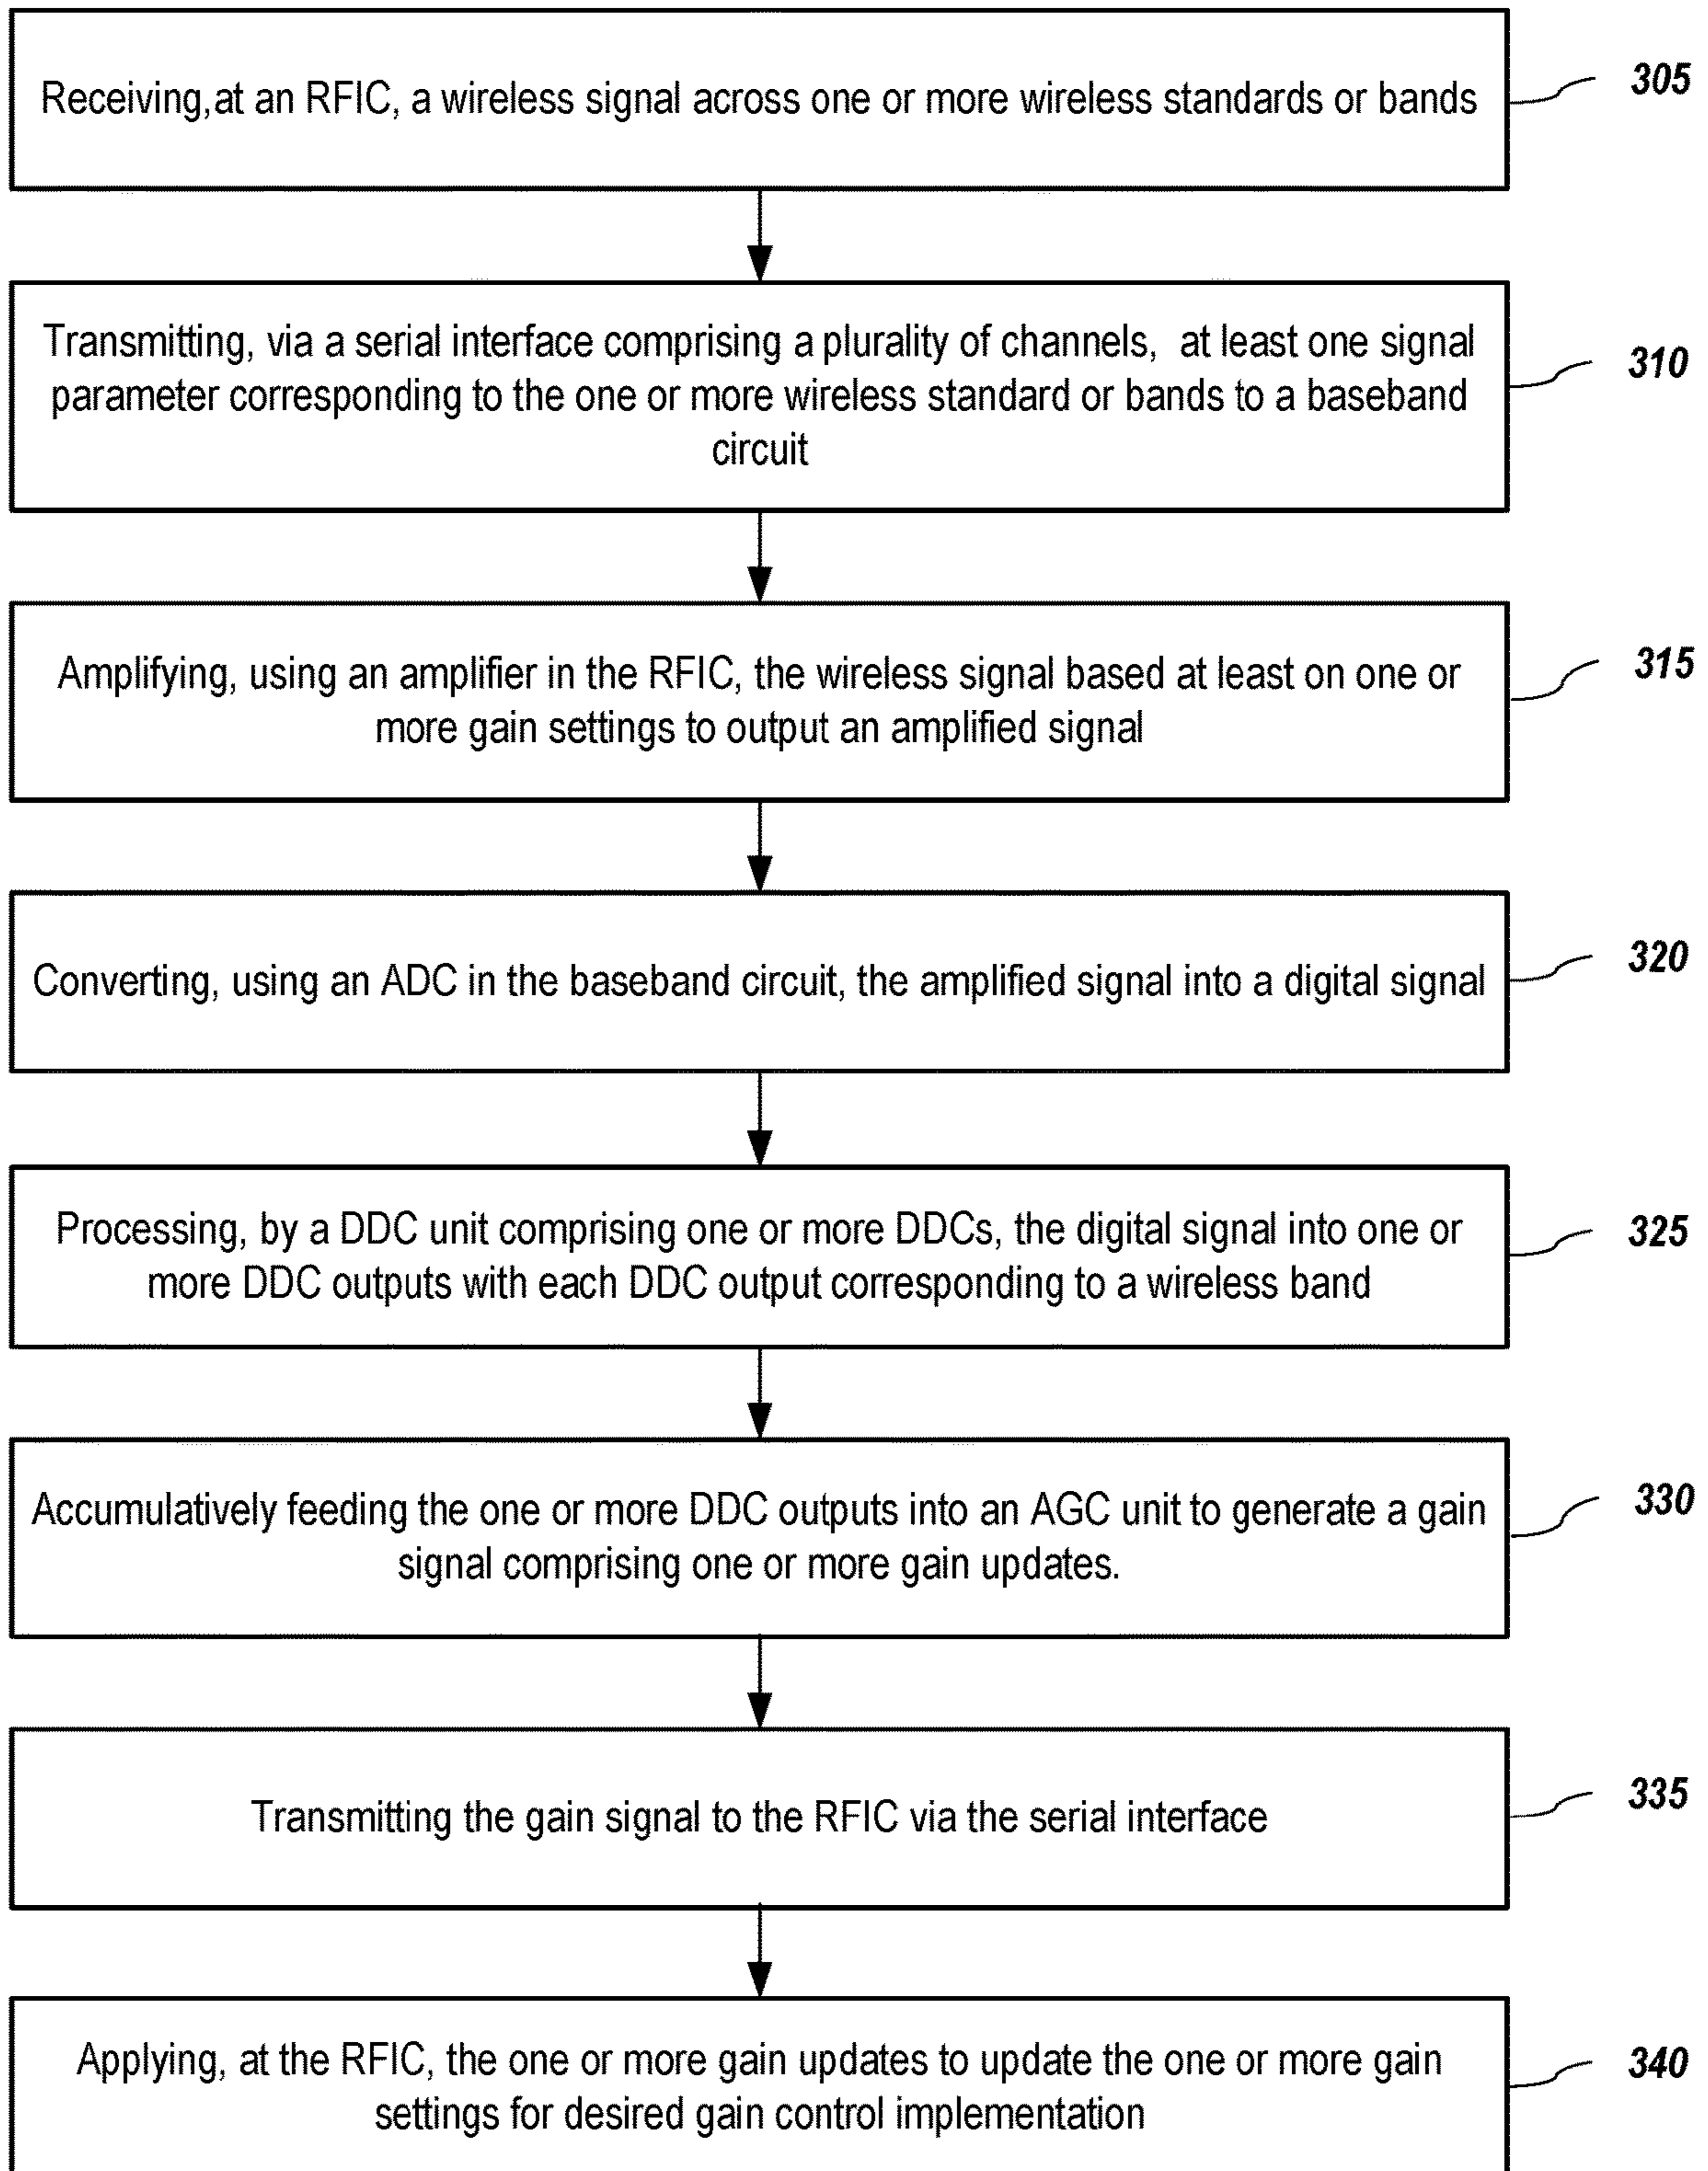 Receiving,at an RFIC, a wireless signal across one or more wireless standards or bands
305
Transmitting, via a serial interface comprising a plurality of channels, at least one signal
parameter corresponding to the one or more wireless standard or bands to a baseband
circuit
310
Amplifying, using an amplifier in the RFIC, the wireless signal based at least on one or
more gain settings to output an amplified signal
315
Converting, using an ADC in the baseband circuit, the amplified signal into a digital signal
320
Processing, by a DDC unit comprising one or more DDCs, the digital signal into one or
more DDC outputs with each DDC output corresponding to a wireless band
325
Accumulatively feeding the one or more DDC outputs into an AGC unit to generate a gain
signal comprising one or more gain updates.
330
Transmitting the gain signal to the RFIC via the serial interface
335
Applying, at the RFIC, the one or more gain updates to update the one or more gain
settings for desired gain control implementation
340